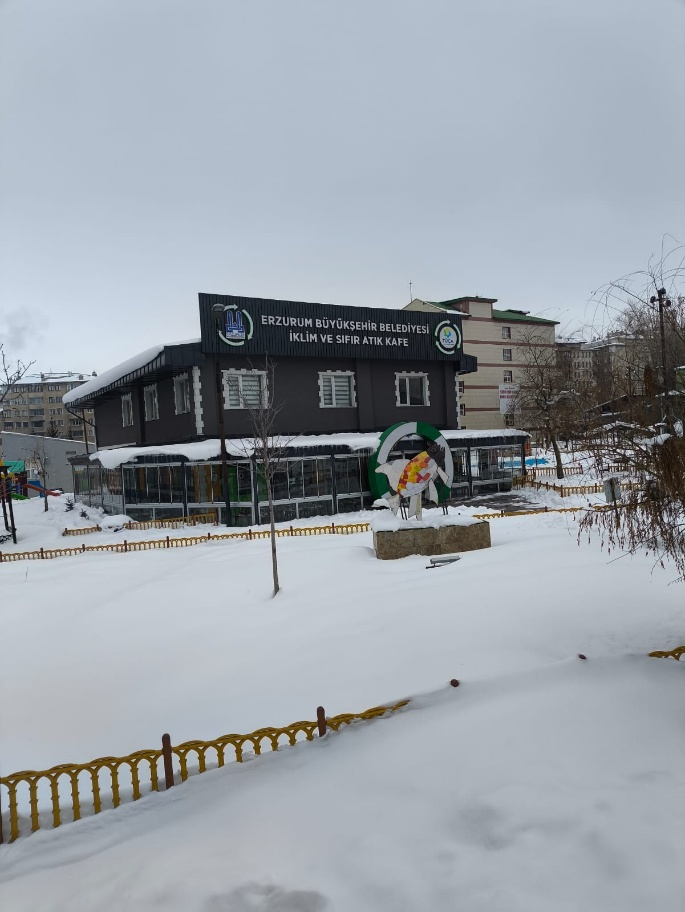 ERZURUM BÜYÜKŞEHİR BELEDİYESİ
İKLİM VE SIFIR ATIK KAFE